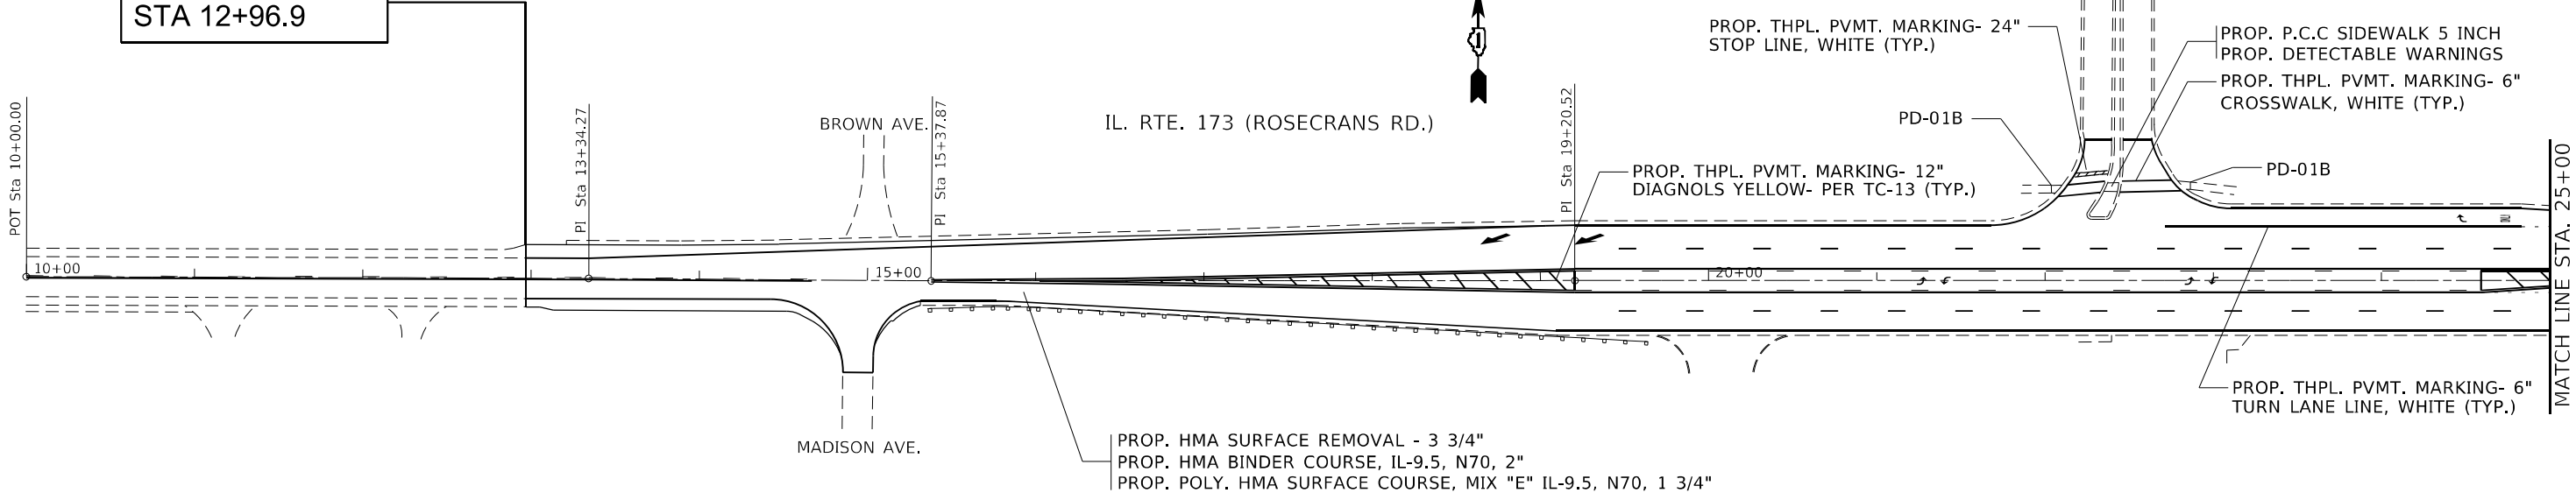 STA 12+96.9
POT Sta 10+00.00
PI Sta 13+34.27
BROWN AVE.
PI Sta 15+37.87
IL. RTE. 173 (ROSECRANS RD.)
PI Sta 19+20.52
PROP. THPL. PVMT. MARKING- 24"
STOP LINE, WHITE (TYP.)
PROP. P.C.C SIDEWALK 5 INCH
PROP. DETECTABLE WARNINGS
PROP. THPL. PVMT. MARKING- 6"
CROSSWALK, WHITE (TYP.)
PD-01B
PD-01B
PROP. THPL. PVMT. MARKING- 12"
DIAGNOLS YELLOW- PER TC-13 (TYP.)
10+00
15+00
20+00
MATCH LINE STA. 25+00
PROP. THPL. PVMT. MARKING- 6"
TURN LANE LINE, WHITE (TYP.)
MADISON AVE.
PROP. HMA SURFACE REMOVAL - 3 3/4"
PROP. HMA BINDER COURSE, IL-9.5, N70, 2"
PROP. POLY. HMA SURFACE COURSE, MIX "E" IL-9.5, N70, 1 3/4"